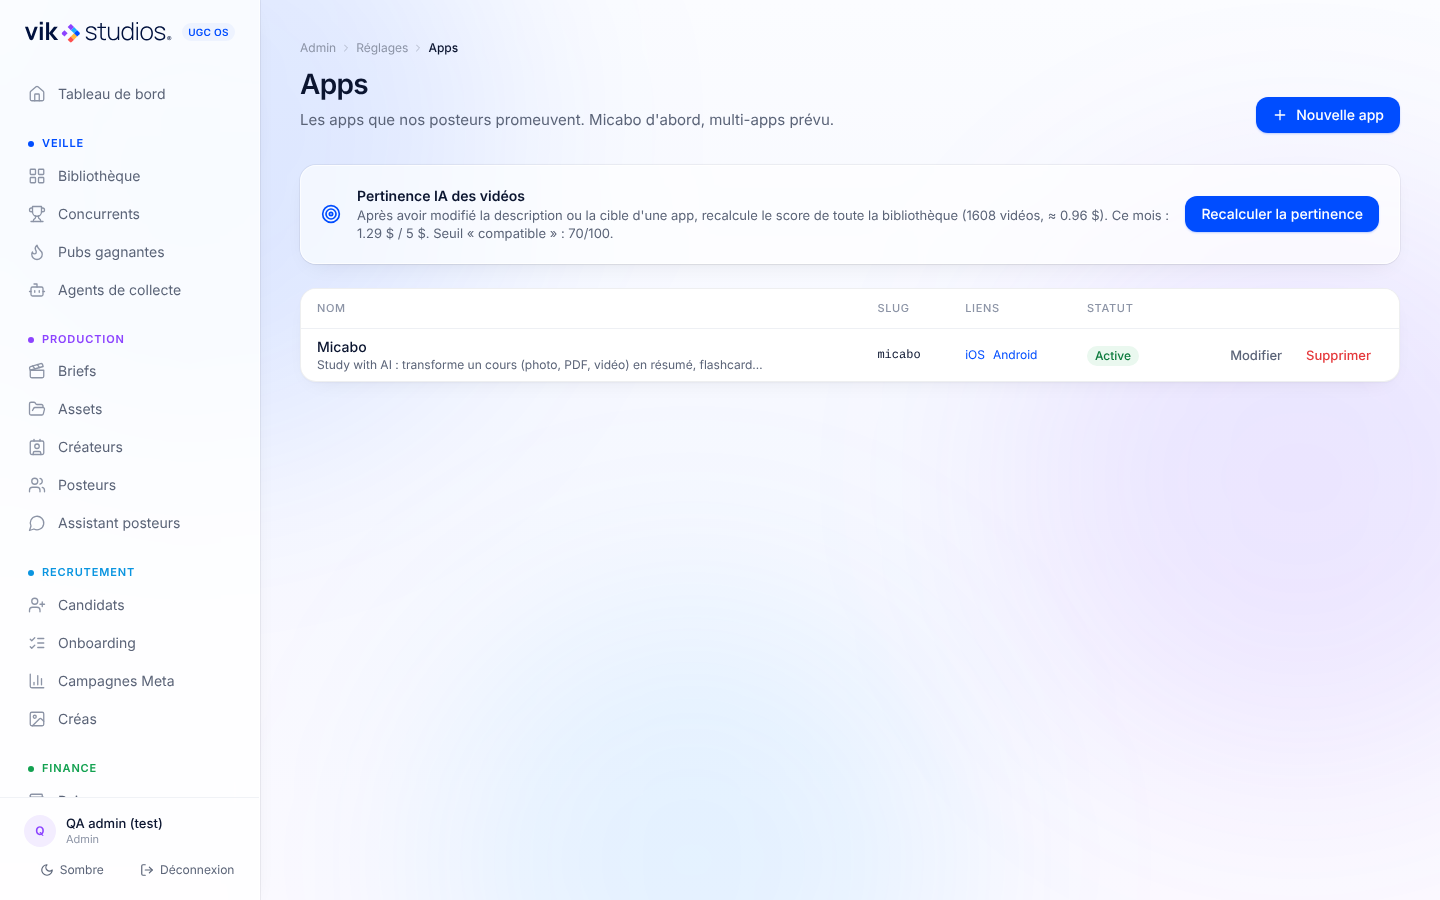 vik studios® UGC OS
Tableau de bord
VEILLE
Bibliothèque
Concurrents
Pubs gagnantes
Agents de collecte
PRODUCTION
Briefs
Assets
Créateurs
Posteurs
Assistant posteurs
RECRUTEMENT
Candidats
Onboarding
Campagnes Meta
Créas
FINANCE
Q
QA admin (test)
Admin
Sombre
Déconnexion
Admin > Réglages > Apps
Apps
Les apps que nos posteurs promeuvent. Micabo d'abord, multi-apps prévu.
Nouvelle app
Pertinence IA des vidéos
Après avoir modifié la description ou la cible d'une app, recalcule le score de toute la bibliothèque (1608 vidéos, ≈ 0.96 $). Ce mois :
1.29 $ / 5 $. Seuil « compatible » : 70/100.
Recalculer la pertinence
NOM SLUG LIENS STATUT
Micabo
Study with AI : transforme un cours (photo, PDF, vidéo) en résumé, flashcard…
micabo iOS Android Active Modifier Supprimer